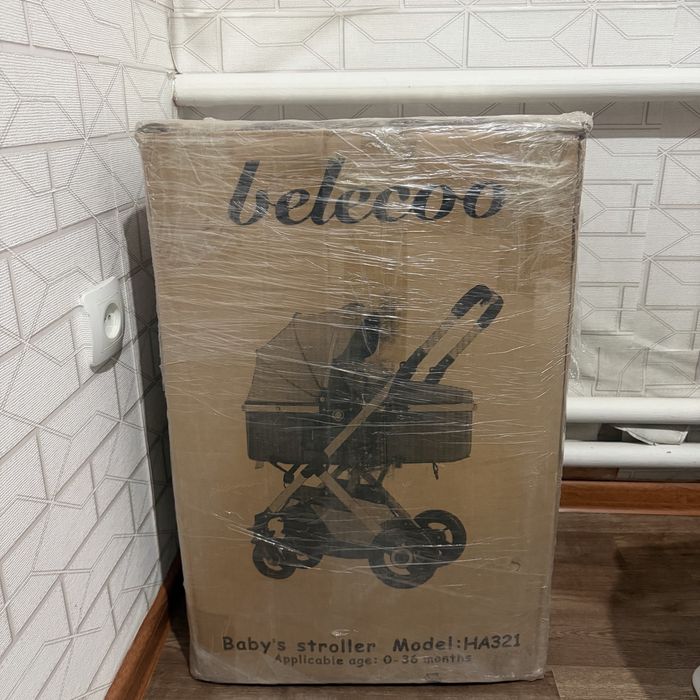 belecoo
Baby's stroller Model:HA321
Applicable age: 0-36 months